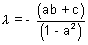 λ = - (ab + c) / (1 - a²)